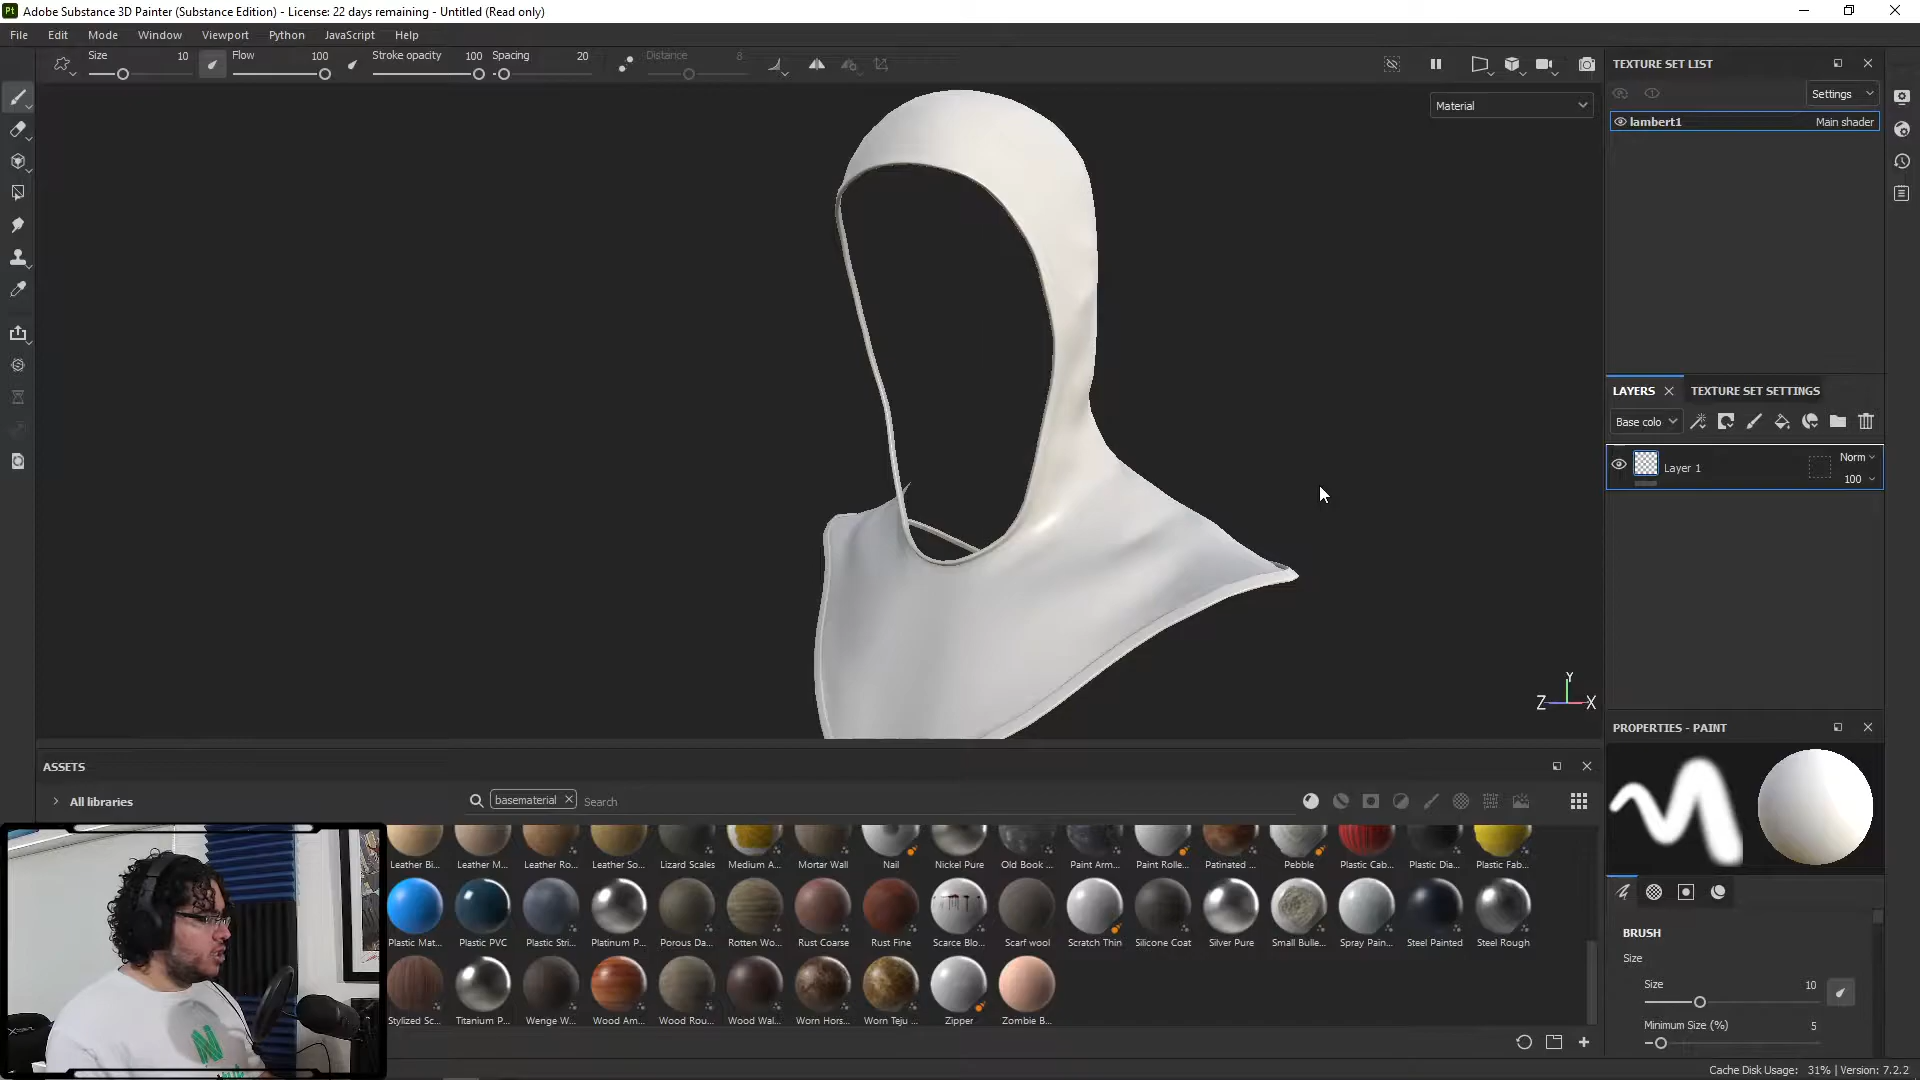 Pt Adobe Substance 3D Painter (Substance Edition) - License: 22 days remaining - Untitled (Read only)
File Edit Mode Window Viewport Python JavaScript Help
Size 10 Flow 100 Stroke opacity 100 Spacing 20 Distance 8
Material
TEXTURE SET LIST
Settings
lambert1 Main shader
LAYERS TEXTURE SET SETTINGS
Base colo
Layer 1 Norm
100
Y
Z X
PROPERTIES - PAINT
BRUSH
Size
Size 10
Minimum Size (%) 5
ASSETS
All libraries basematerial Search
Leather Bi... Leather M... Leather Ro... Leather So... Lizard Scales Medium A... Mortar Wall Nail Nickel Pure Old Book ... Paint Arm... Paint Rolle... Patinated ... Pebble Plastic Cab... Plastic Dia... Plastic Fab...
Plastic Mat... Plastic PVC Plastic Stri... Platinum P... Porous Da... Rotten Wo... Rust Coarse Rust Fine Scarce Blo... Scarf wool Scratch Thin Silicone Coat Silver Pure Small Bulle... Spray Pain... Steel Painted Steel Rough
Stylized Sc... Titanium P... Wenge W... Wood Am... Wood Rou... Wood Wal... Worn Hors... Worn Teju ... Zipper Zombie B...
N
Cache Disk Usage: 31% | Version: 7.2.2